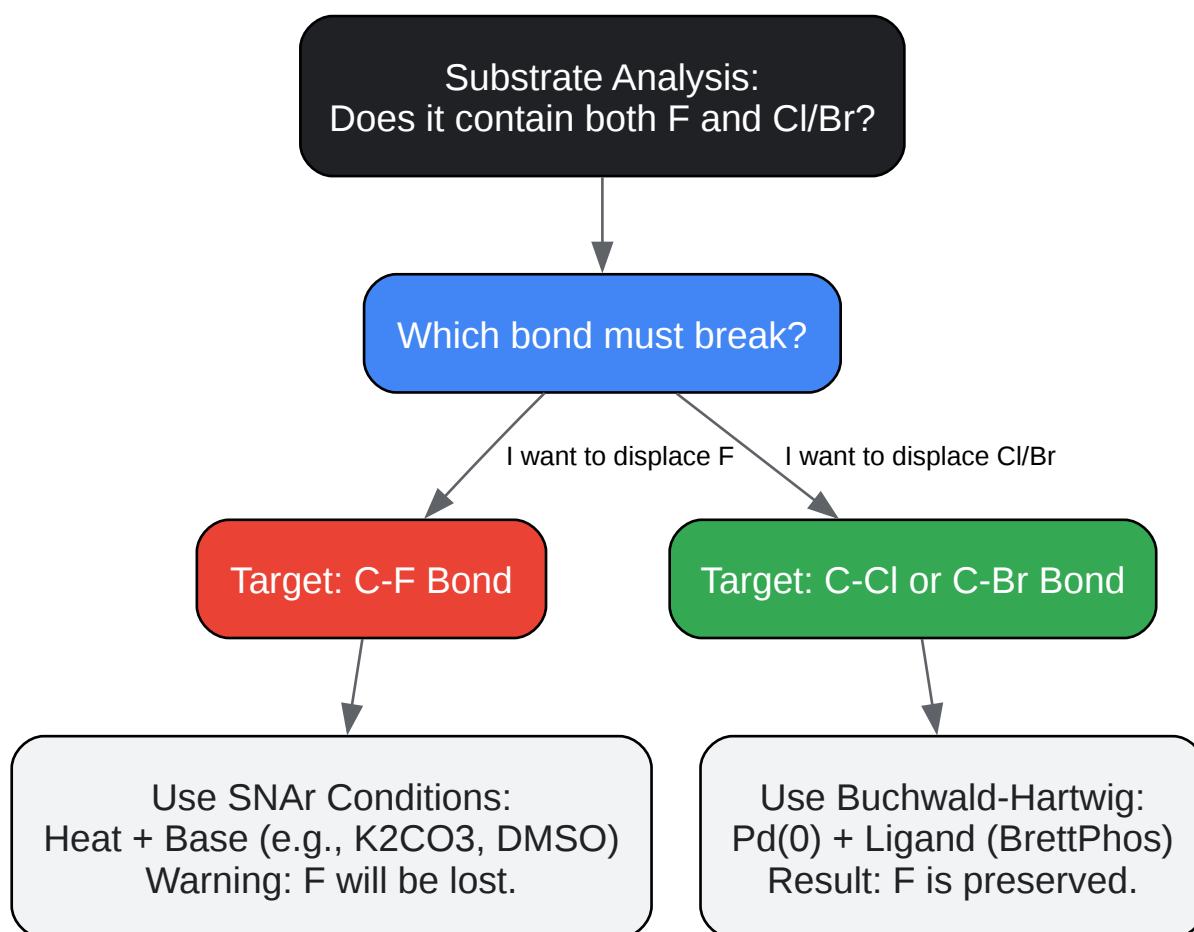 Substrate Analysis:
Does it contain both F and Cl/Br?
Which bond must break?
I want to displace F
I want to displace Cl/Br
Target: C-F Bond
Target: C-Cl or C-Br Bond
Use SNAr Conditions:
Heat + Base (e.g., K2CO3, DMSO)
Warning: F will be lost.
Use Buchwald-Hartwig:
Pd(0) + Ligand (BrettPhos)
Result: F is preserved.